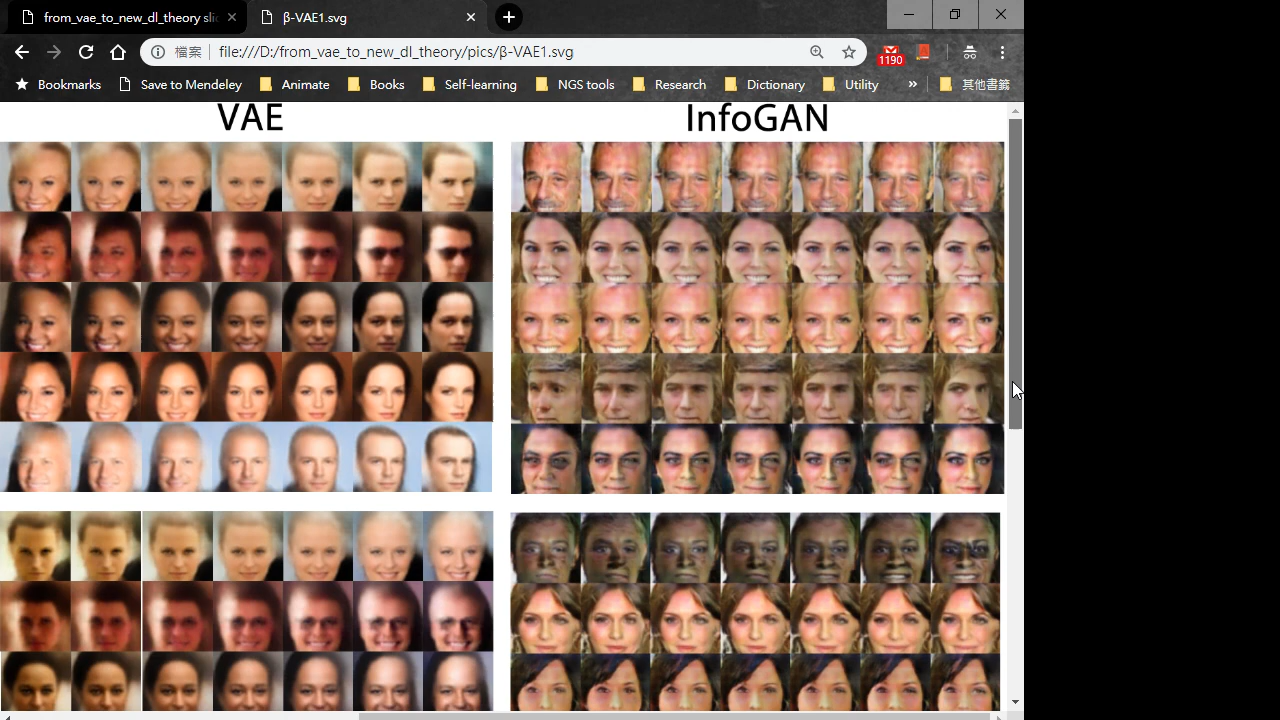 from_vae_to_new_dl_theory slic
β-VAE1.svg
檔案
file:///D:/from_vae_to_new_dl_theory/pics/β-VAE1.svg
1190
Bookmarks
Save to Mendeley
Animate
Books
Self-learning
NGS tools
Research
Dictionary
Utility
»
其他書籤
VAE
InfoGAN